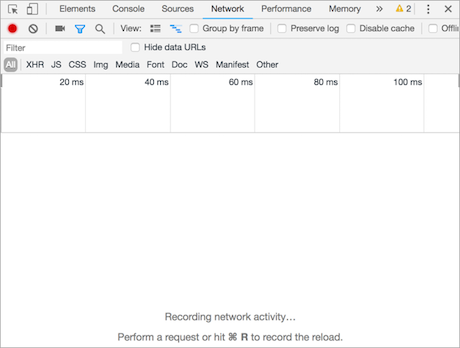 Elements Console Sources Network Performance Memory » 2
View: Group by frame Preserve log Disable cache
Filter Hide data URLs
All XHR JS CSS Img Media Font Doc WS Manifest Other
20 ms 40 ms 60 ms 80 ms 100 ms
Recording network activity…
Perform a request or hit ⌘ R to record the reload.